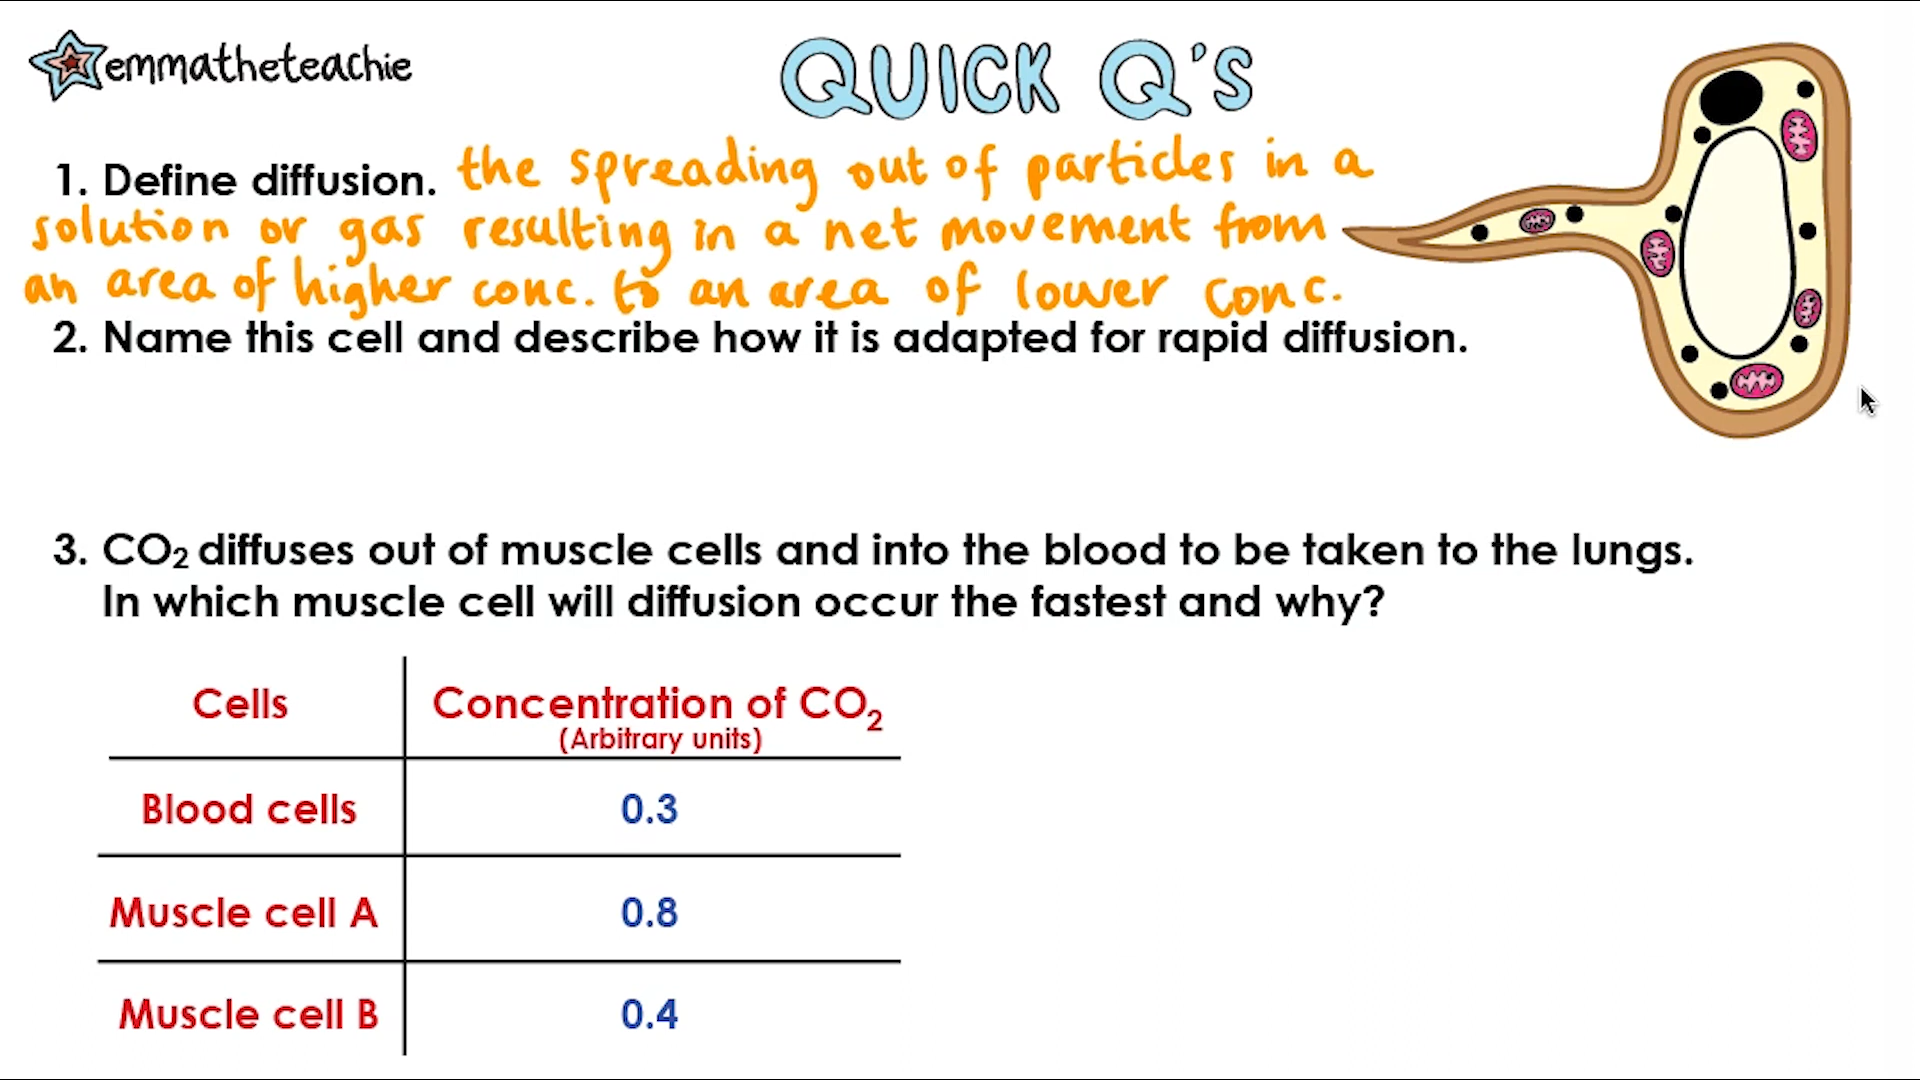 emmatheteachie
QUICK Q'S
1. Define diffusion. the spreading out of particles in a
solution or gas resulting in a net movement from
an area of higher conc. to an area of lower conc.
2. Name this cell and describe how it is adapted for rapid diffusion.
3. CO2 diffuses out of muscle cells and into the blood to be taken to the lungs.
In which muscle cell will diffusion occur the fastest and why?
Cells Concentration of CO2
(Arbitrary units)
Blood cells 0.3
Muscle cell A 0.8
Muscle cell B 0.4